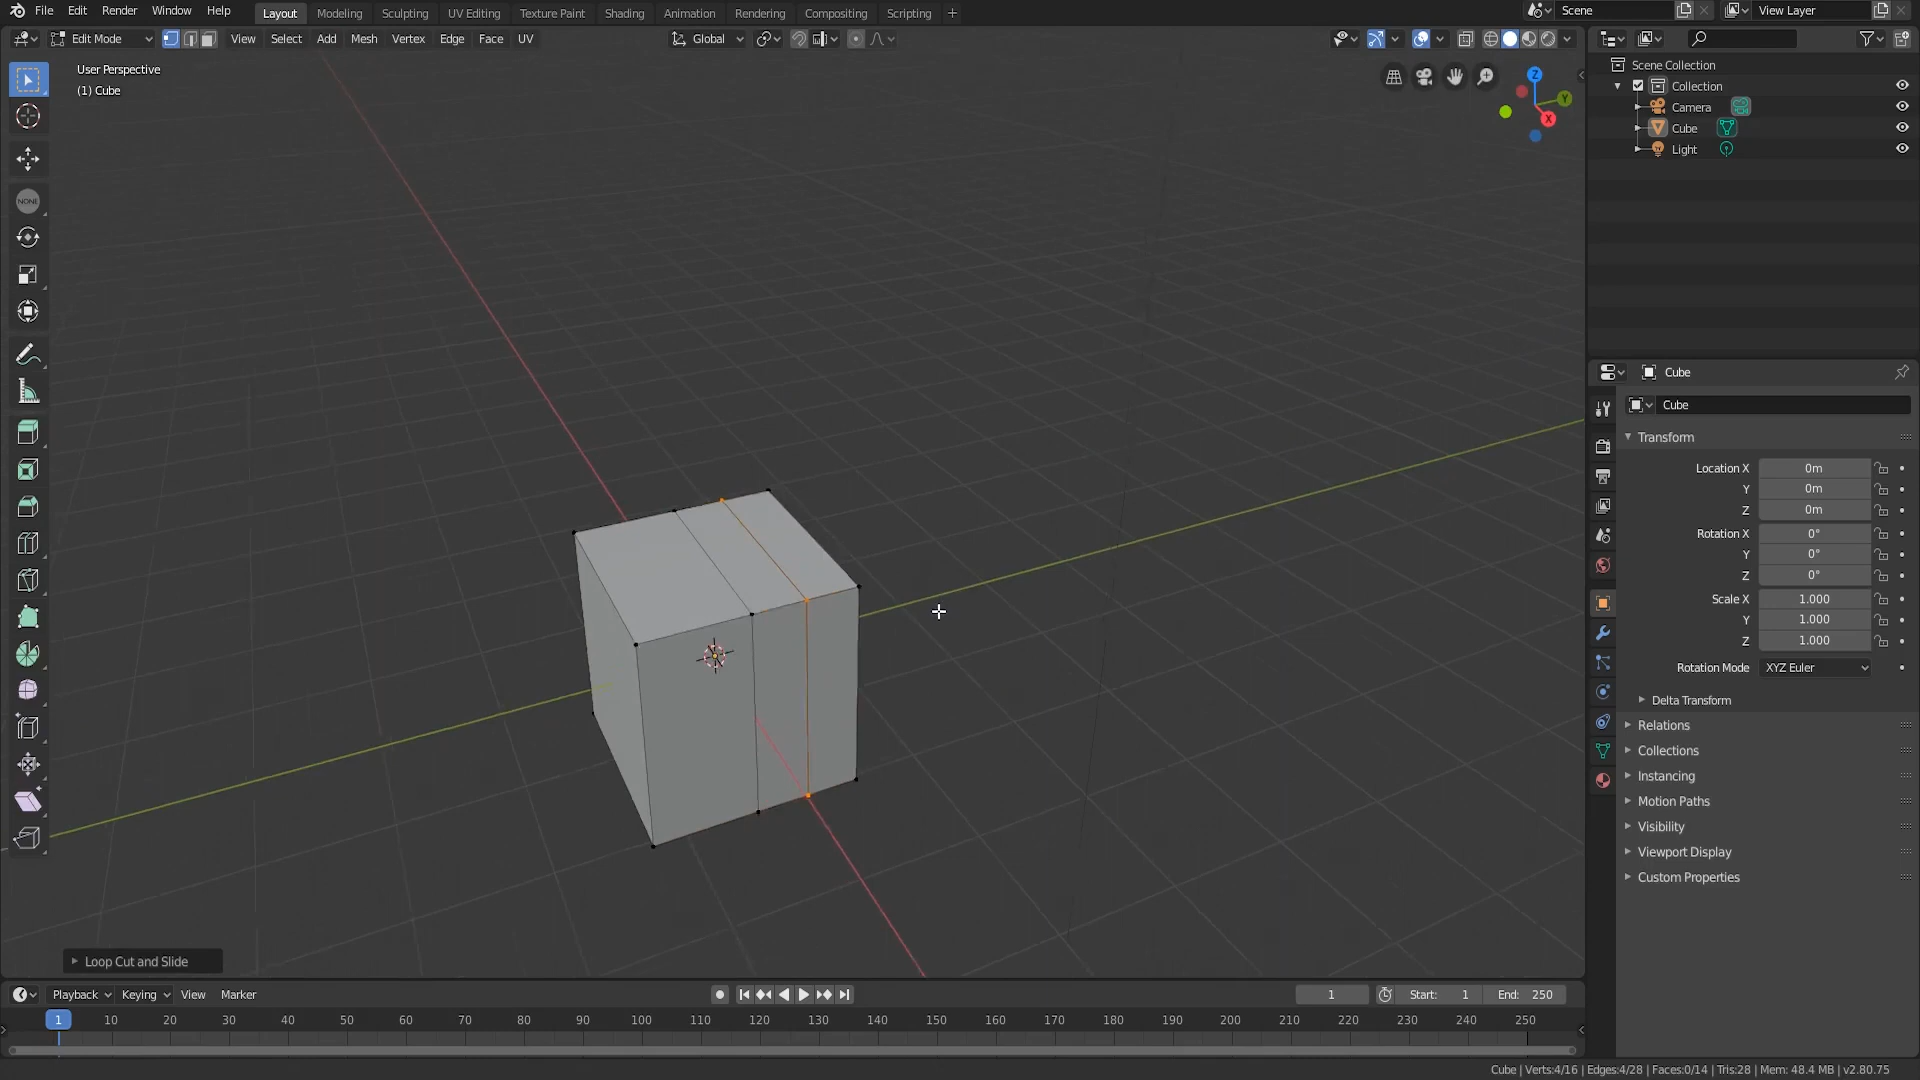 File Edit Render Window Help Layout Modeling Sculpting UV Editing Texture Paint Shading Animation Rendering Compositing Scripting + Scene View Layer
Edit Mode View Select Add Mesh Vertex Edge Face UV Global
User Perspective
(1) Cube
Z
Y
X
NONE
Scene Collection
Collection
Camera
Cube
Light
Cube
Cube
Transform
Location X 0m
Y 0m
Z 0m
Rotation X 0°
Y 0°
Z 0°
Scale X 1.000
Y 1.000
Z 1.000
Rotation Mode XYZ Euler
Delta Transform
Relations
Collections
Instancing
Motion Paths
Visibility
Viewport Display
Custom Properties
Loop Cut and Slide
Playback Keying View Marker 1 Start: 1 End: 250
1 10 20 30 40 50 60 70 80 90 100 110 120 130 140 150 160 170 180 190 200 210 220 230 240 250
Cube | Verts:4/16 | Edges:4/28 | Faces:0/14 | Tris:28 | Mem: 48.4 MB | v2.80.75